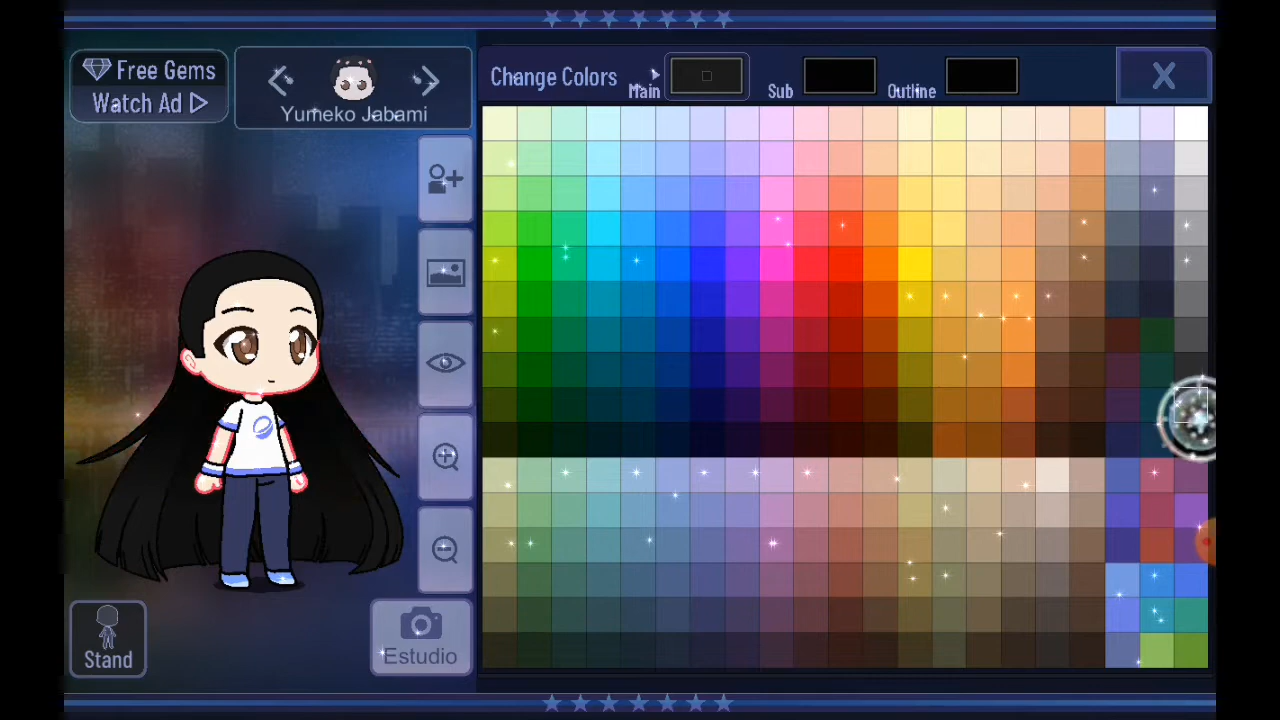 Free Gems
Watch Ad
Yumeko Jabami
Change Colors
Main
Sub
Outline
X
Stand
Estudio